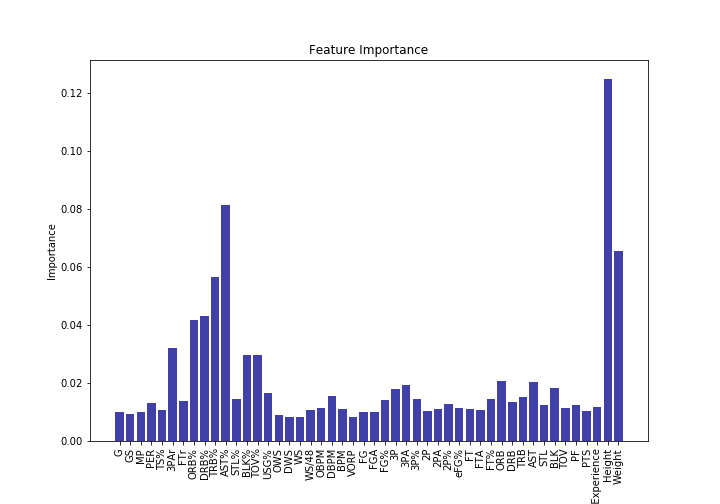 Feature Importance
Importance
0.12
0.10
0.08
0.06
0.04
0.02
0.00
G
GS
MP
PER
TS%
3PAr
FTr
ORB%
DRB%
TRB%
AST%
STL%
BLK%
TOV%
USG%
OWS
DWS
WS
WS/48
OBPM
DBPM
BPM
VORP
FG
FGA
FG%
3P
3PA
3P%
2P
2PA
2P%
eFG%
FT
FTA
FT%
ORB
DRB
TRB
AST
STL
BLK
TOV
PF
PTS
Experience
Height
Weight